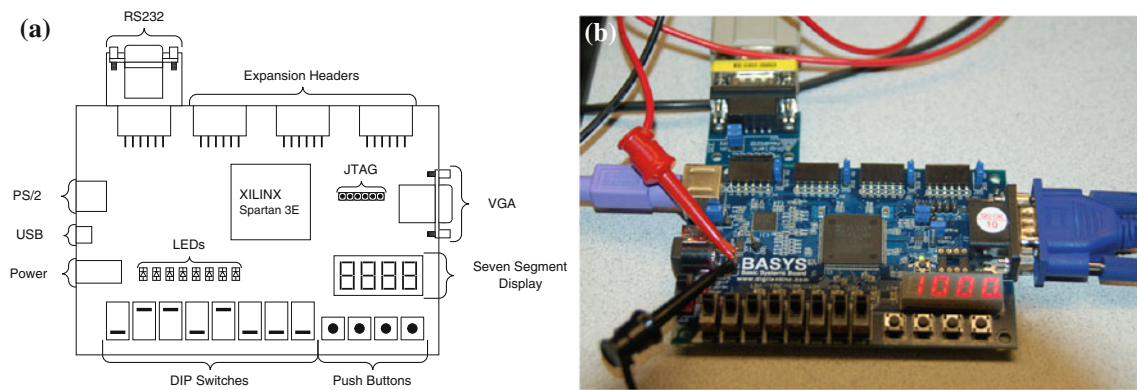 (a)
RS232
Expansion Headers
JTAG
XILINX
Spartan 3E
PS/2
USB
Power
LEDs
VGA
Seven Segment
Display
DIP Switches
Push Buttons
(b)
BASYS
Basic Systems Board
1000
10